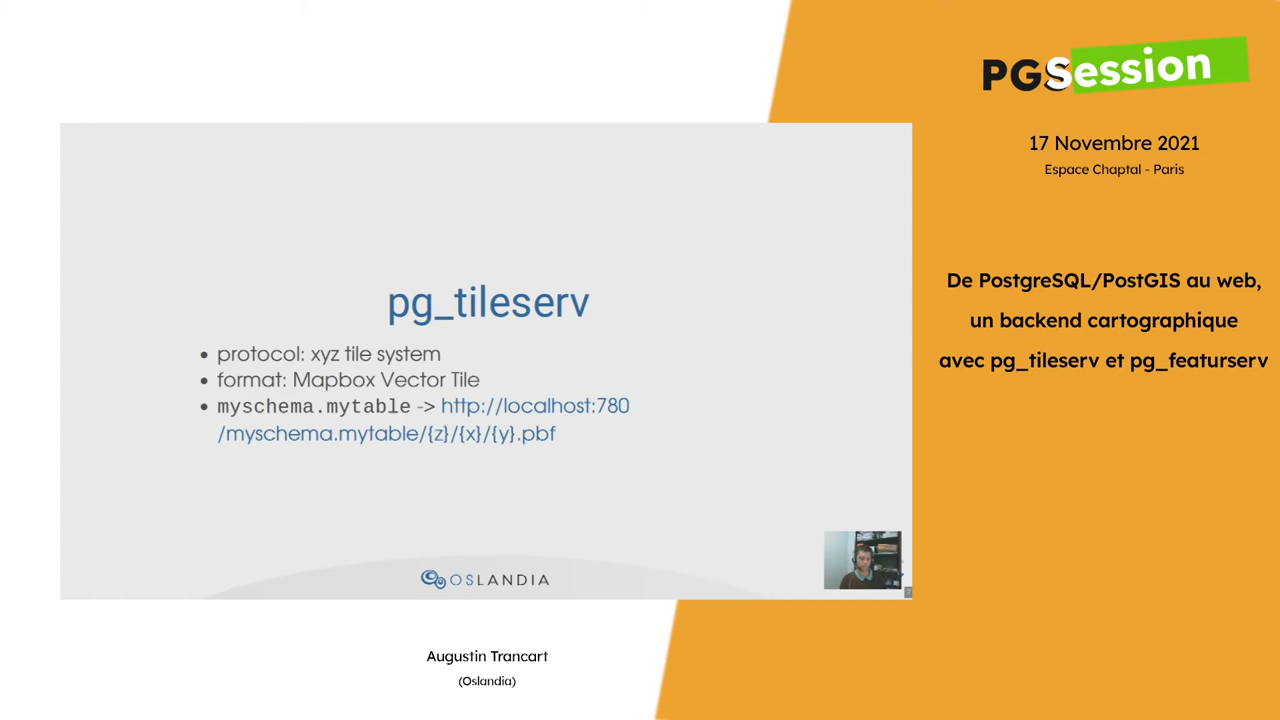 PGSession
17 Novembre 2021
Espace Chaptal - Paris
De PostgreSQL/PostGIS au web,
un backend cartographique
avec pg_tileserv et pg_featurserv
pg_tileserv
protocol: xyz tile system
format: Mapbox Vector Tile
myschema.mytable -> http://localhost:780
/myschema.mytable/{z}/{x}/{y}.pbf
OSLANDIA
Augustin Trancart
(Oslandia)